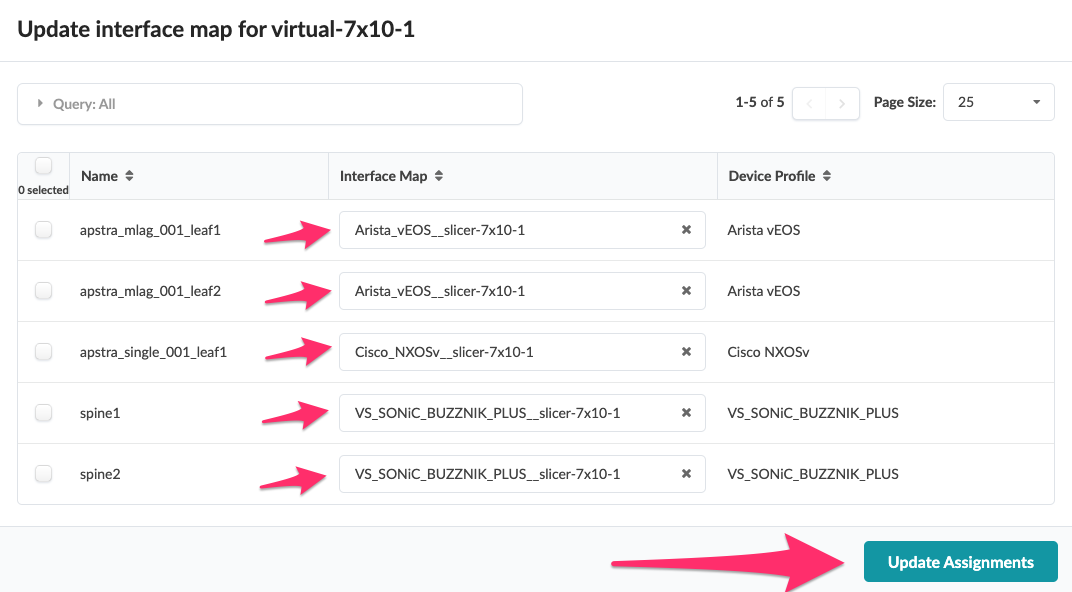 Update interface map for virtual-7x10-1
Query: All
1-5 of 5
Page Size:
25
0 selected
Name
Interface Map
Device Profile
apstra_mlag_001_leaf1
Arista_vEOS__slicer-7x10-1
Arista vEOS
apstra_mlag_001_leaf2
Arista_vEOS__slicer-7x10-1
Arista vEOS
apstra_single_001_leaf1
Cisco_NXOSv__slicer-7x10-1
Cisco NXOSv
spine1
VS_SONiC_BUZZNIK_PLUS__slicer-7x10-1
VS_SONiC_BUZZNIK_PLUS
spine2
VS_SONiC_BUZZNIK_PLUS__slicer-7x10-1
VS_SONiC_BUZZNIK_PLUS
Update Assignments